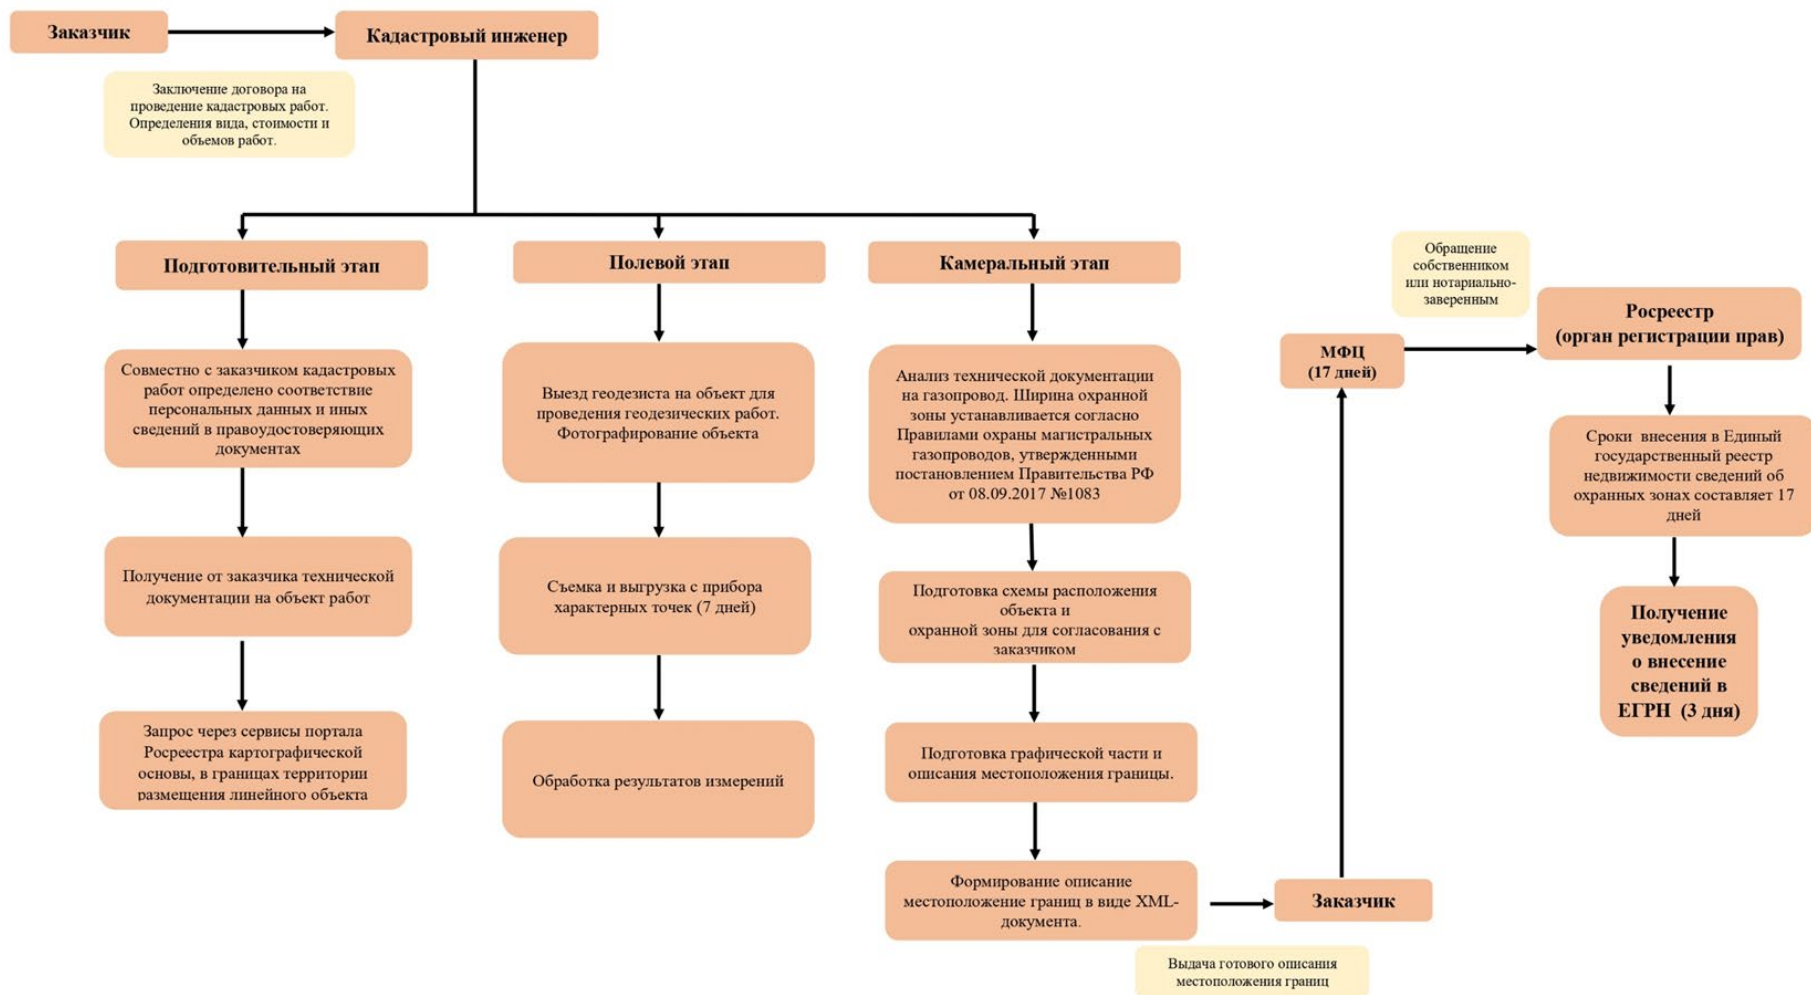 Заказчик
Кадастровый инженер
Заключение договора на
проведение кадастровых работ.
Определения вида, стоимости и
объемов работ.
Подготовительный этап
Совместно с заказчиком кадастровых
работ определено соответствие
персональных данных и иных
сведений в правоудостоверяющих
документах
Получение от заказчика технической
документации на объект работ
Запрос через сервисы портала
Росреестра картографической
основы, в границах территории
размещения линейного объекта
Полевой этап
Выезд геодезиста на объект для
проведения геодезических работ.
Фотографирование объекта
Съемка и выгрузка с прибора
характерных точек (7 дней)
Обработка результатов измерений
Камеральный этап
Анализ технической документации
на газопровод. Ширина охранной
зоны устанавливается согласно
Правилами охраны магистральных
газопроводов, утвержденными
постановлением Правительства РФ
от 08.09.2017 №1083
Подготовка схемы расположения
объекта и
охранной зоны для согласования с
заказчиком
Подготовка графической части и
описания местоположения границы.
Формирование описание
местоположение границ в виде XML-
документа.
Выдача готового описания
местоположения границ
Заказчик
МФЦ
(17 дней)
Обращение
собственником
или нотариально-
заверенным
Росреестр
(орган регистрации прав)
Сроки внесения в Единый
государственный реестр
недвижимости сведений об
охранных зонах составляет 17
дней
Получение
уведомления
о внесение
сведений в
ЕГРН (3 дня)